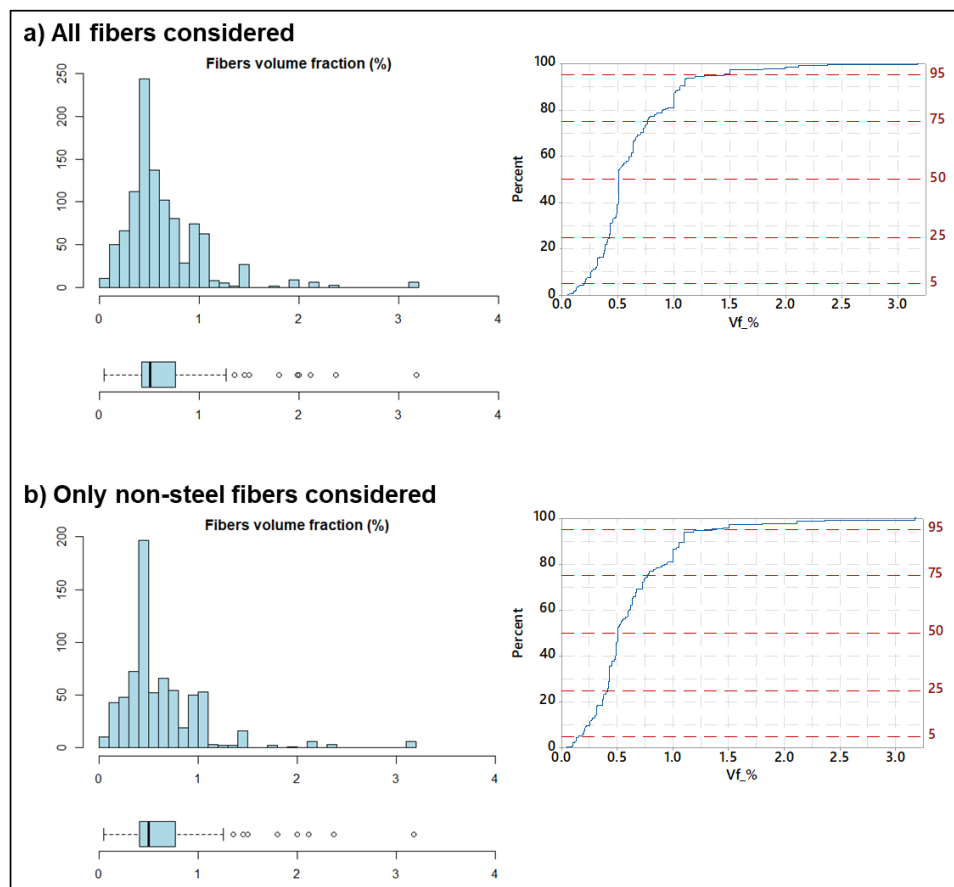 a) All fibers considered
Fibers volume fraction (%)
250
200
150
100
50
0
0 1 2 3 4
0 1 2 3 4
100
80
60
40
20
0
Percent
0.0 0.5 1.0 1.5 2.0 2.5 3.0
Vf_%
95
75
50
25
5
b) Only non-steel fibers considered
Fibers volume fraction (%)
200
150
100
50
0
0 1 2 3 4
0 1 2 3 4
100
80
60
40
20
0
Percent
0.0 0.5 1.0 1.5 2.0 2.5 3.0
Vf_%
95
75
50
25
5